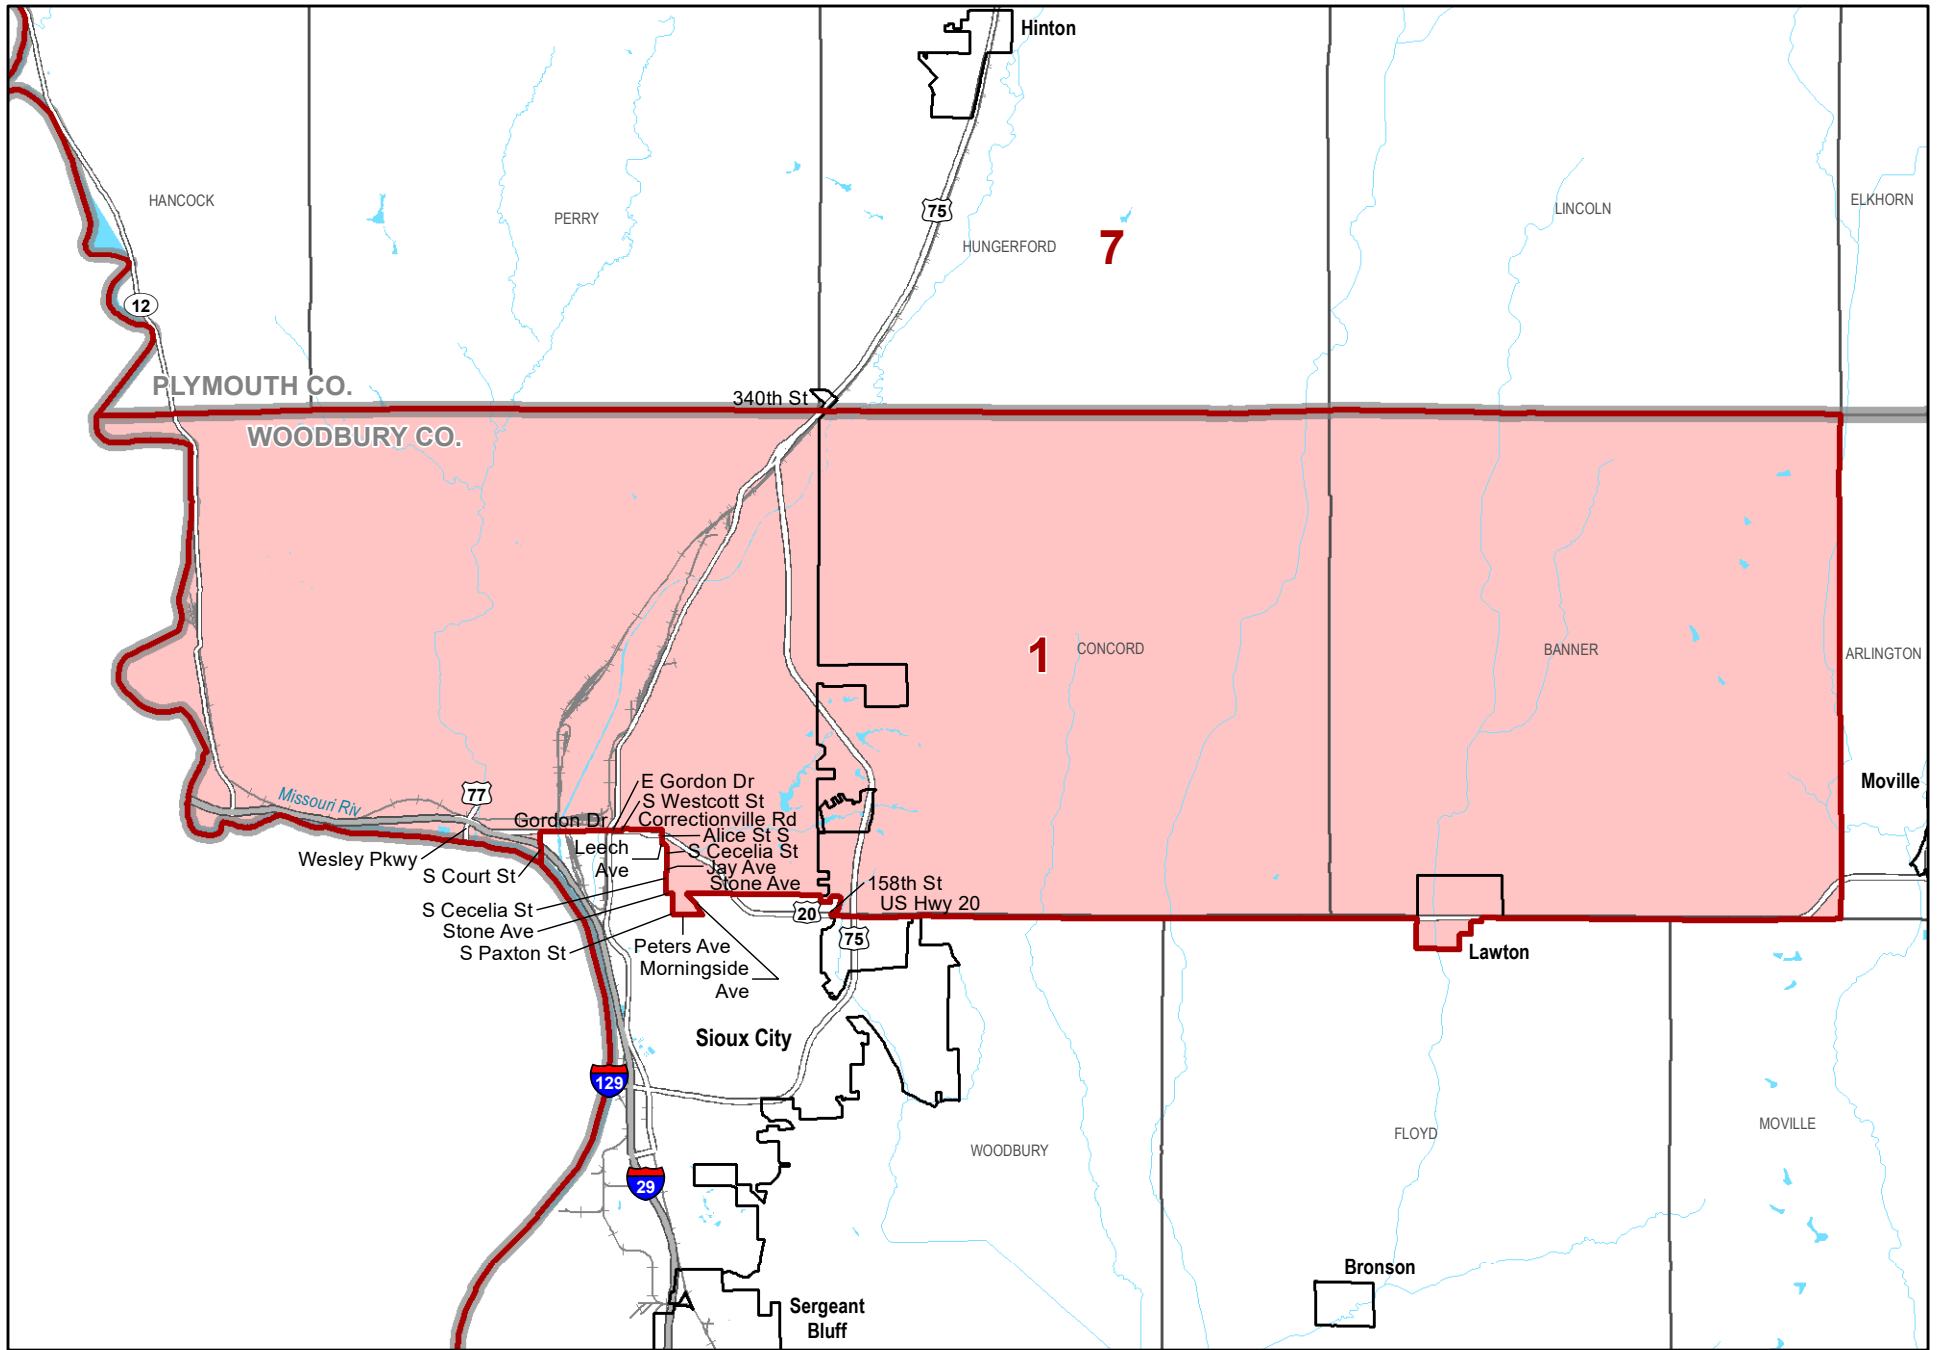 Hinton
HANCOCK
PERRY
75
HUNGERFORD
7
LINCOLN
ELKHORN
12
PLYMOUTH CO.
340th St
WOODBURY CO.
1
CONCORD
BANNER
ARLINGTON
Missouri Riv
77
E Gordon Dr
S Westcott St
Gordon Dr
Correctionville Rd
Alice St S
Leech
Ave
S Cecelia St
Jay Ave
Stone Ave
Wesley Pkwy
S Court St
158th St
US Hwy 20
20
75
S Cecelia St
Stone Ave
S Paxton St
Peters Ave
Morningside
Ave
Moville
Lawton
Sioux City
129
29
WOODBURY
FLOYD
MOVILLE
Bronson
Sergeant
Bluff